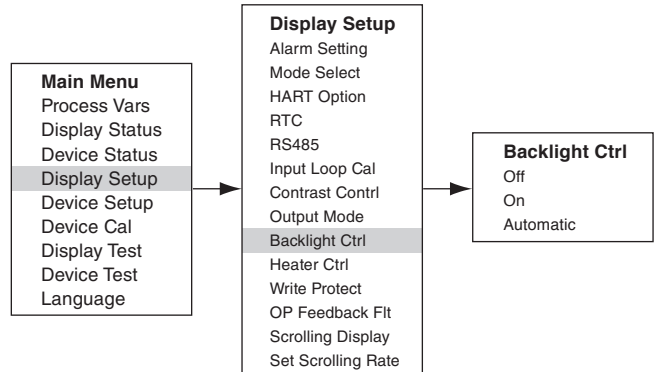 Main Menu
Process Vars
Display Status
Device Status
Display Setup
Device Setup
Device Cal
Display Test
Device Test
Language
Display Setup
Alarm Setting
Mode Select
HART Option
RTC
RS485
Input Loop Cal
Contrast Contrl
Output Mode
Backlight Ctrl
Heater Ctrl
Write Protect
OP Feedback Flt
Scrolling Display
Set Scrolling Rate
Backlight Ctrl
Off
On
Automatic